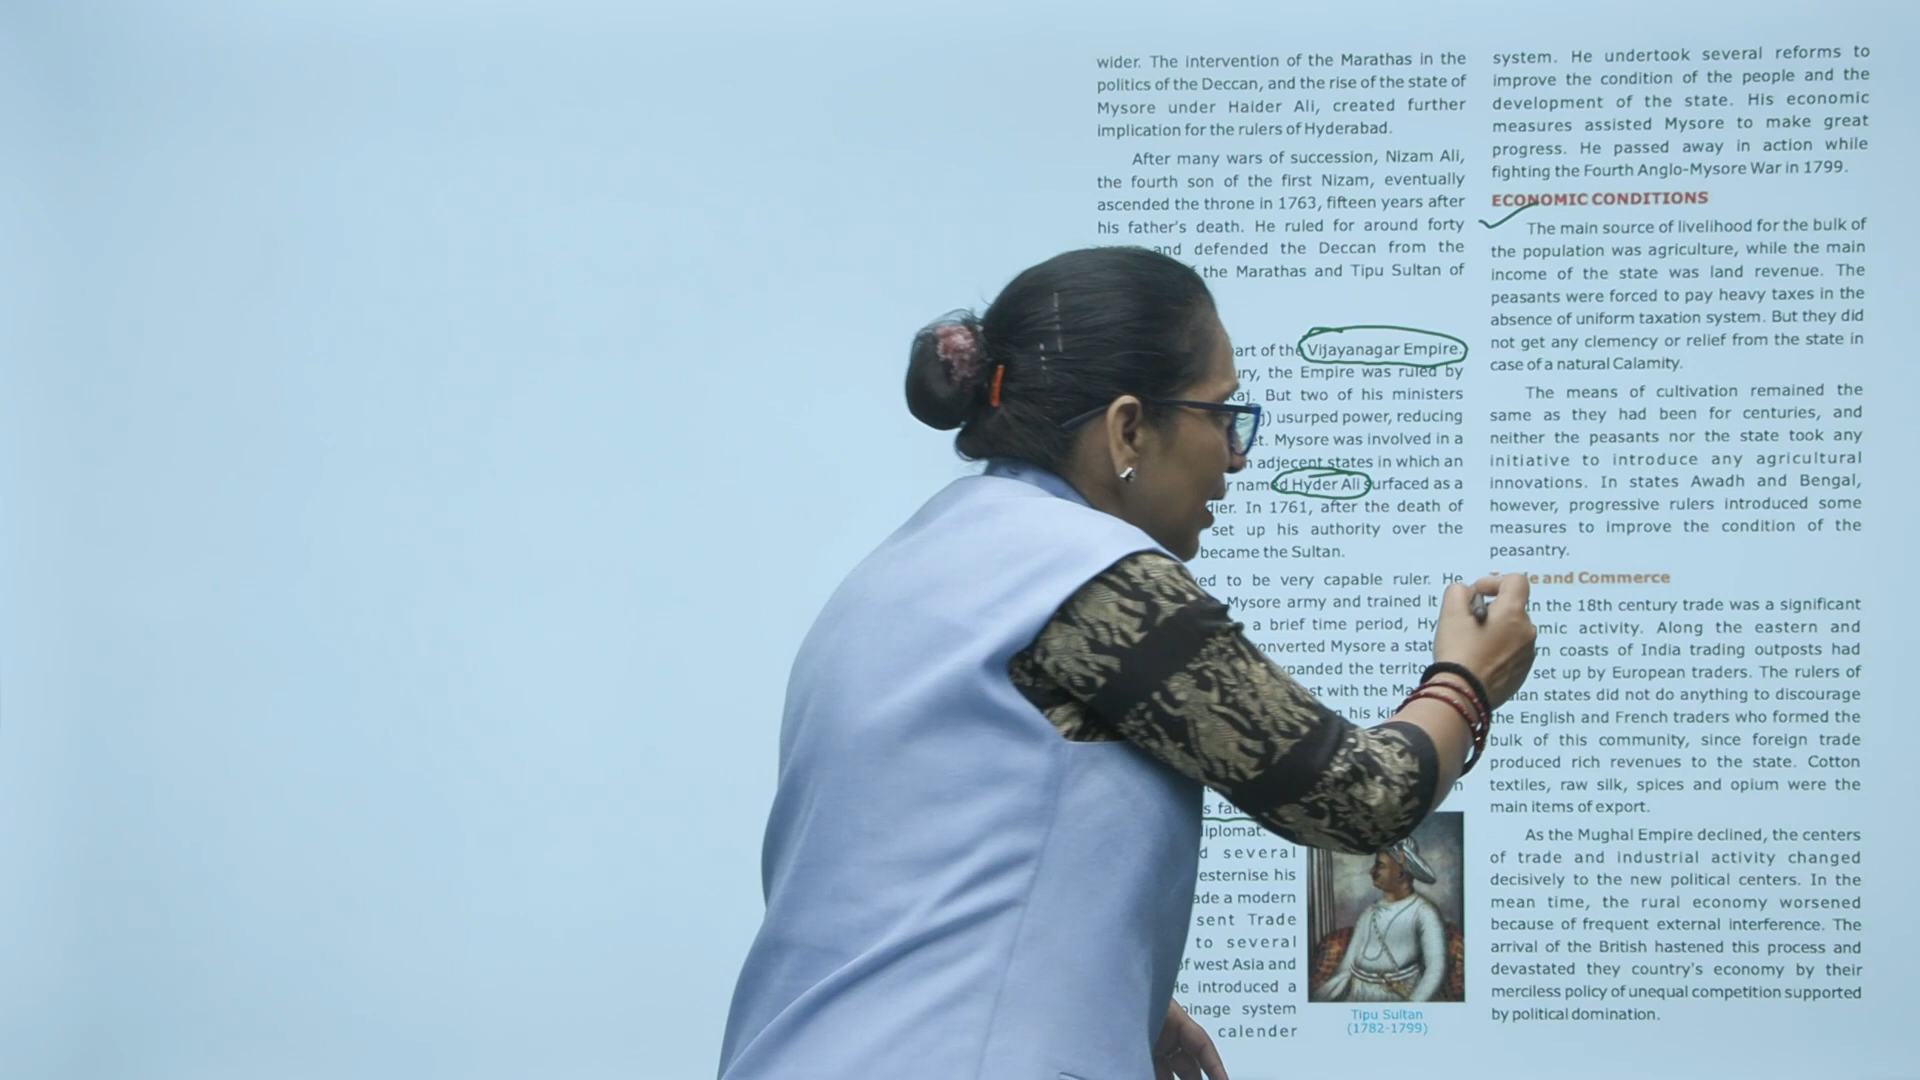 wider. The intervention of the Marathas in the
politics of the Deccan, and the rise of the state of
Mysore under Haider Ali, created further
implication for the rulers of Hyderabad.
After many wars of succession, Nizam Ali,
the fourth son of the first Nizam, eventually
ascended the throne in 1763, fifteen years after
his father's death. He ruled for around forty
and defended the Deccan from the
the Marathas and Tipu Sultan of
of the Vijayanagar Empire.
the Empire was ruled by
But two of his ministers
usurped power, reducing
Mysore was involved in a
adjecent states in which an
named Hyder Ali surfaced as a
In 1761, after the death of
set up his authority over the
became the Sultan.
to be very capable ruler. He
Mysore army and trained it
a brief time period,
converted Mysore a
the
with the
his
diplomat.
several
his
a modern
sent Trade
to several
of west Asia and
He introduced a
system
calender
Tipu Sultan
(1782-1799)
system. He undertook several reforms to
improve the condition of the people and the
development of the state. His economic
measures assisted Mysore to make great
progress. He passed away in action while
fighting the Fourth Anglo-Mysore War in 1799.
ECONOMIC CONDITIONS
The main source of livelihood for the bulk of
the population was agriculture, while the main
income of the state was land revenue. The
peasants were forced to pay heavy taxes in the
absence of uniform taxation system. But they did
not get any clemency or relief from the state in
case of a natural Calamity.
The means of cultivation remained the
same as they had been for centuries, and
neither the peasants nor the state took any
initiative to introduce any agricultural
innovations. In states Awadh and Bengal,
however, progressive rulers introduced some
measures to improve the condition of the
peasantry.
and Commerce
In the 18th century trade was a significant
activity. Along the eastern and
coasts of India trading outposts had
set up by European traders. The rulers of
states did not do anything to discourage
the English and French traders who formed the
bulk of this community, since foreign trade
produced rich revenues to the state. Cotton
textiles, raw silk, spices and opium were the
main items of export.
As the Mughal Empire declined, the centers
of trade and industrial activity changed
decisively to the new political centers. In the
mean time, the rural economy worsened
because of frequent external interference. The
arrival of the British hastened this process and
devastated they country's economy by their
merciless policy of unequal competition supported
by political domination.